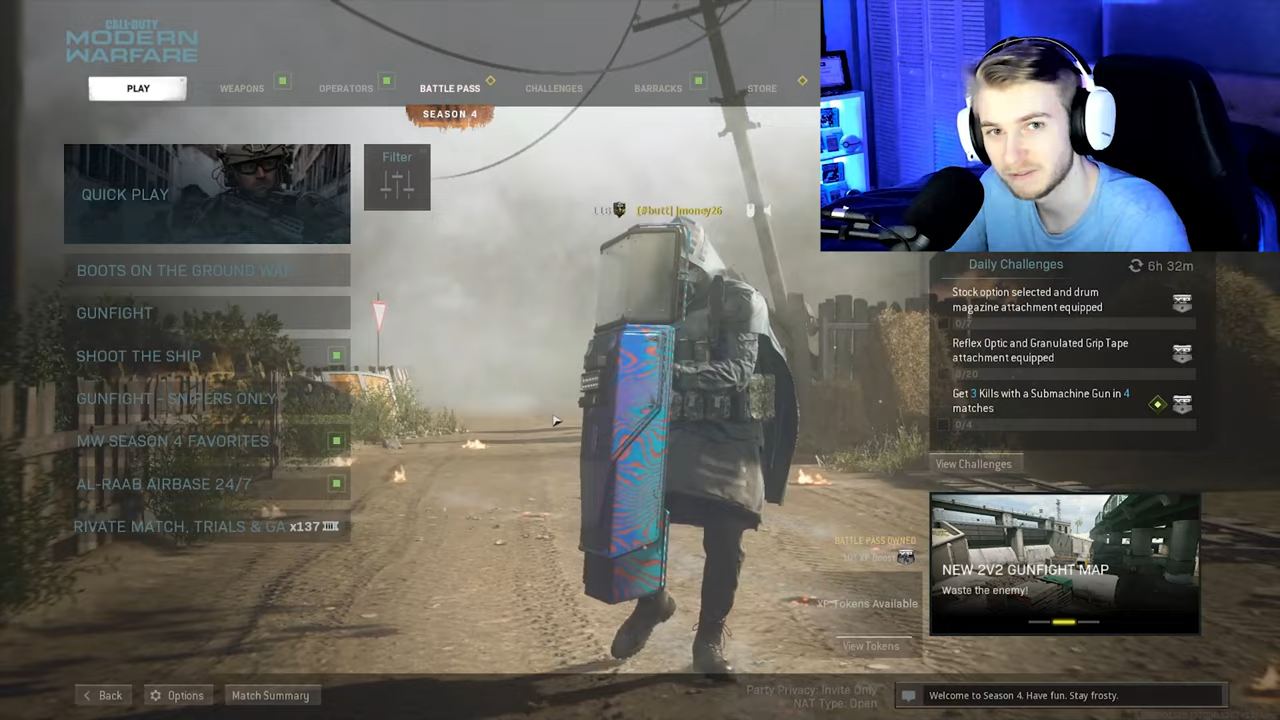 CALL OF DUTY
MODERN
WARFARE
PLAY
WEAPONS
OPERATORS
BATTLE PASS
CHALLENGES
BARRACKS
STORE
SEASON 4
QUICK PLAY
Filter
BOOTS ON THE GROUND WAR
GUNFIGHT
SHOOT THE SHIP
GUNFIGHT - SNIPERS ONLY
MW SEASON 4 FAVORITES
AL-RAAB AIRBASE 24/7
RIVATE MATCH, TRIALS & GA x137
[#butt] jmoney26
Daily Challenges
6h 32m
Stock option selected and drum
magazine attachment equipped
0/7
Reflex Optic and Granulated Grip Tape
attachment equipped
0/20
Get 3 Kills with a Submachine Gun in 4
matches
0/4
View Challenges
BATTLE PASS OWNED
10% XP Boost
XP Tokens Available
View Tokens
NEW 2V2 GUNFIGHT MAP
Waste the enemy!
Back
Options
Match Summary
Party Privacy: Invite Only
NAT Type: Open
Welcome to Season 4. Have fun. Stay frosty.